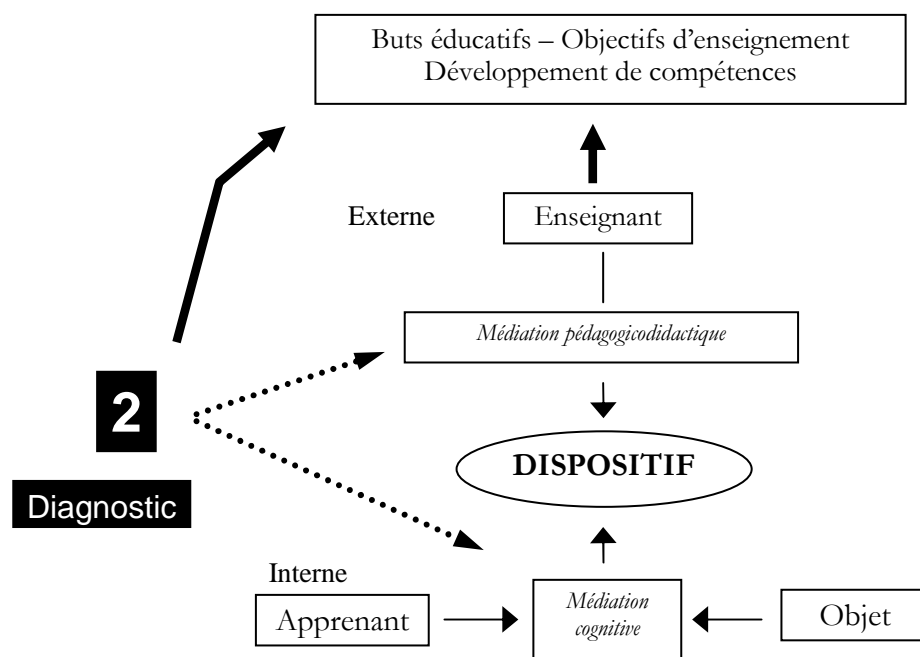 Buts éducatifs – Objectifs d'enseignement
Développement de compétences
Externe
Enseignant
Médiation pédagogicodidactique
2
DISPOSITIF
Diagnostic
Interne
Apprenant
Médiation
cognitive
Objet